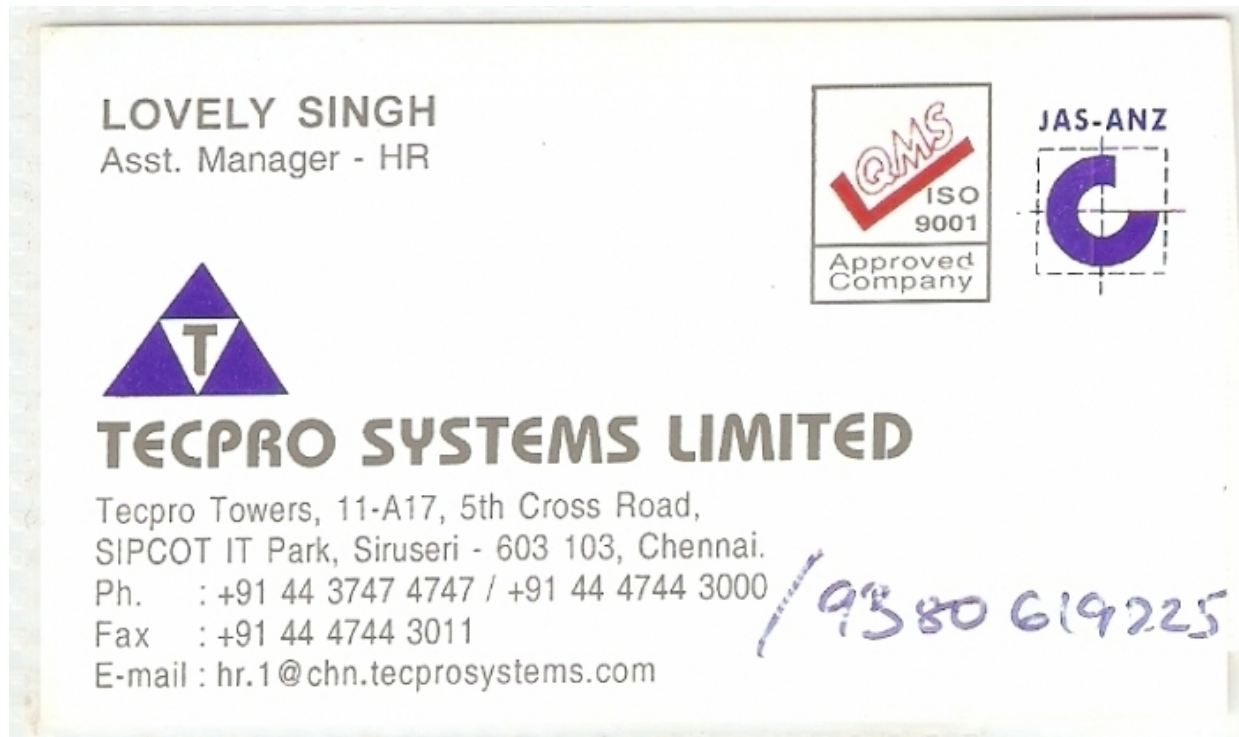 LOVELY SINGH
Asst. Manager - HR
QMS
ISO
9001
Approved
Company
JAS-ANZ
T
TECPRO SYSTEMS LIMITED
Tecpro Towers, 11-A17, 5th Cross Road,
SIPCOT IT Park, Siruseri - 603 103, Chennai.
Ph. : +91 44 3747 4747 / +91 44 4744 3000 / 9380 619225
Fax : +91 44 4744 3011
E-mail : hr.1@chn.tecprosystems.com